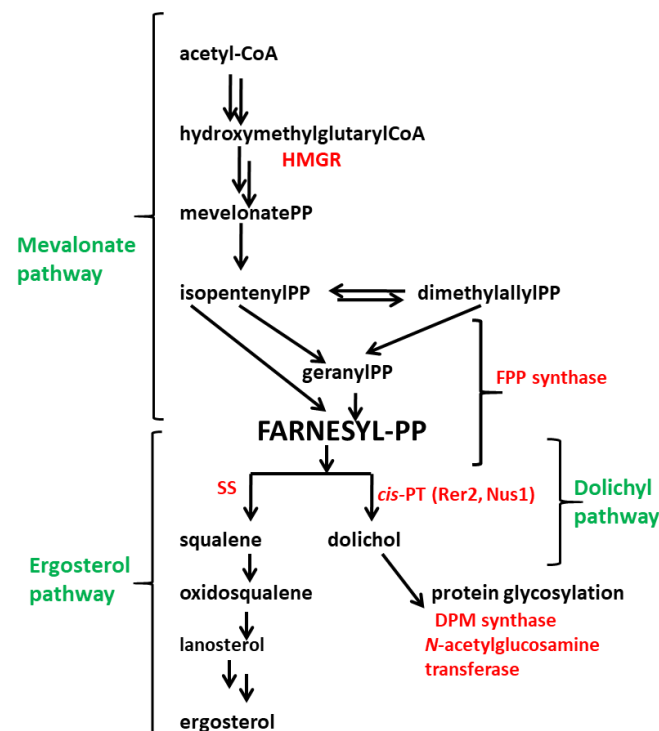 acetyl-CoA
hydroxymethylglutarylCoA
HMGR
mevelonatePP
Mevalonate
pathway
isopentenylPP
dimethylallylPP
geranylPP
FPP synthase
FARNESYL-PP
SS
cis-PT (Rer2, Nus1)
Dolichyl
pathway
squalene
dolichol
Ergosterol
pathway
oxidosqualene
protein glycosylation
DPM synthase
N-acetylglucosamine
transferase
lanosterol
ergosterol